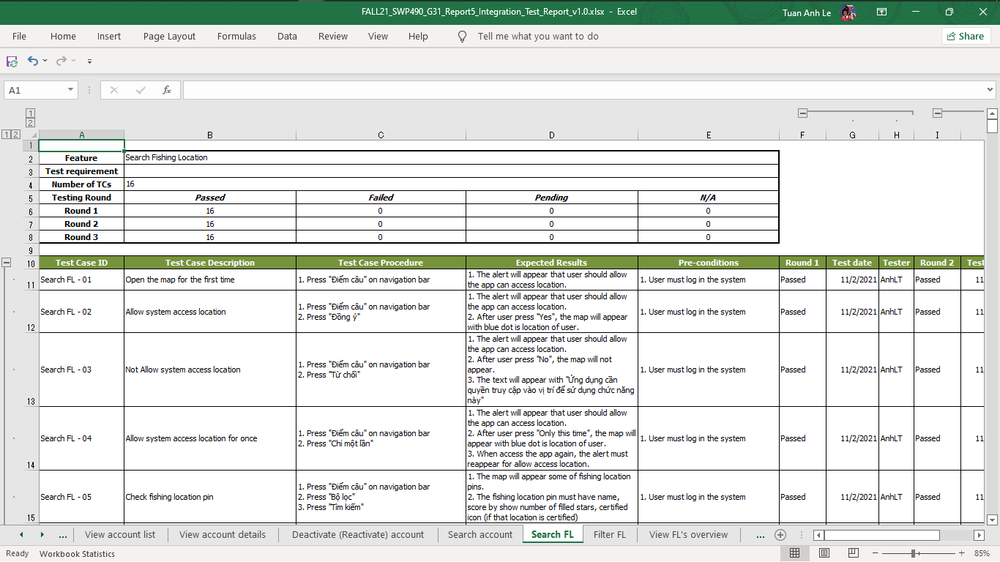 FALL21_SWP490_G31_Report5_Integration_Test_Report_v1.0.xlsx - Excel
Tuan Anh Le
File Home Insert Page Layout Formulas Data Review View Help Tell me what you want to do
Share
A1
fx
1
2
1 2
A B C D E F G H I
1
2 Feature Search Fishing Location
3 Test requirement
4 Number of TCs 16
5 Testing Round Passed Failed Pending N/A
6 Round 1 16 0 0 0
7 Round 2 16 0 0 0
8 Round 3 16 0 0 0
9
10 Test Case ID Test Case Description Test Case Procedure Expected Results Pre-conditions Round 1 Test date Tester Round 2 Test
11 Search FL - 01 Open the map for the first time 1. Press "Điểm câu" on navigation bar
1. The alert will appear that user should allow
the app can access location.
1. User must log in the system Passed 11/2/2021 AnhLT Passed 11
12 Search FL - 02 Allow system access location
1. Press "Điểm câu" on navigation bar
2. Press "Đồng ý"
1. The alert will appear that user should allow
the app can access location.
2. After user press "Yes", the map will appear
with blue dot is location of user.
1. User must log in the system Passed 11/2/2021 AnhLT Passed 11
13 Search FL - 03 Not Allow system access location
1. Press "Điểm câu" on navigation bar
2. Press "Từ chối"
1. The alert will appear that user should allow
the app can access location.
2. After user press "No", the map will not
appear.
3. The text will appear with "Ứng dụng cần
quyền truy cập vào vị trí để sử dụng chức năng
này"
1. User must log in the system Passed 11/2/2021 AnhLT Passed 11
14 Search FL - 04 Allow system access location for once
1. Press "Điểm câu" on navigation bar
2. Press "Chỉ một lần"
1. The alert will appear that user should allow
the app can access location.
2. After user press "Only this time", the map will
appear with blue dot is location of user.
3. When access the app again, the alert must
reappear for allow access location.
1. User must log in the system Passed 11/2/2021 AnhLT Passed 11
15 Search FL - 05 Check fishing location pin
1. Press "Điểm câu" on navigation bar
2. Press "Bộ lọc"
3. Press "Tìm kiếm"
1. The map will appear some of fishing location
pins.
2. The fishing location pin must have name,
score by show number of filled stars, certified
icon (if that location is certified)
1. User must log in the system Passed 11/2/2021 AnhLT Passed 11
... View account list View account details Deactivate (Reactivate) account Search account Search FL Filter FL View FL's overview ...
Ready Workbook Statistics 85%